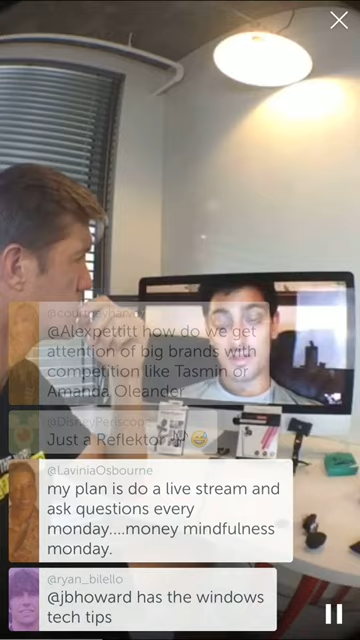 @courtneyharvey
@Alexpettitt how do we get
attention of big brands with
competition like Tasmin or
Amanda Oleander
@DisneyPeriscope
Just a Reflektor 🎶 😅
@LaviniaOsbourne
my plan is do a live stream and
ask questions every
monday....money mindfulness
monday.
@ryan_bilello
@jbhoward has the windows
tech tips